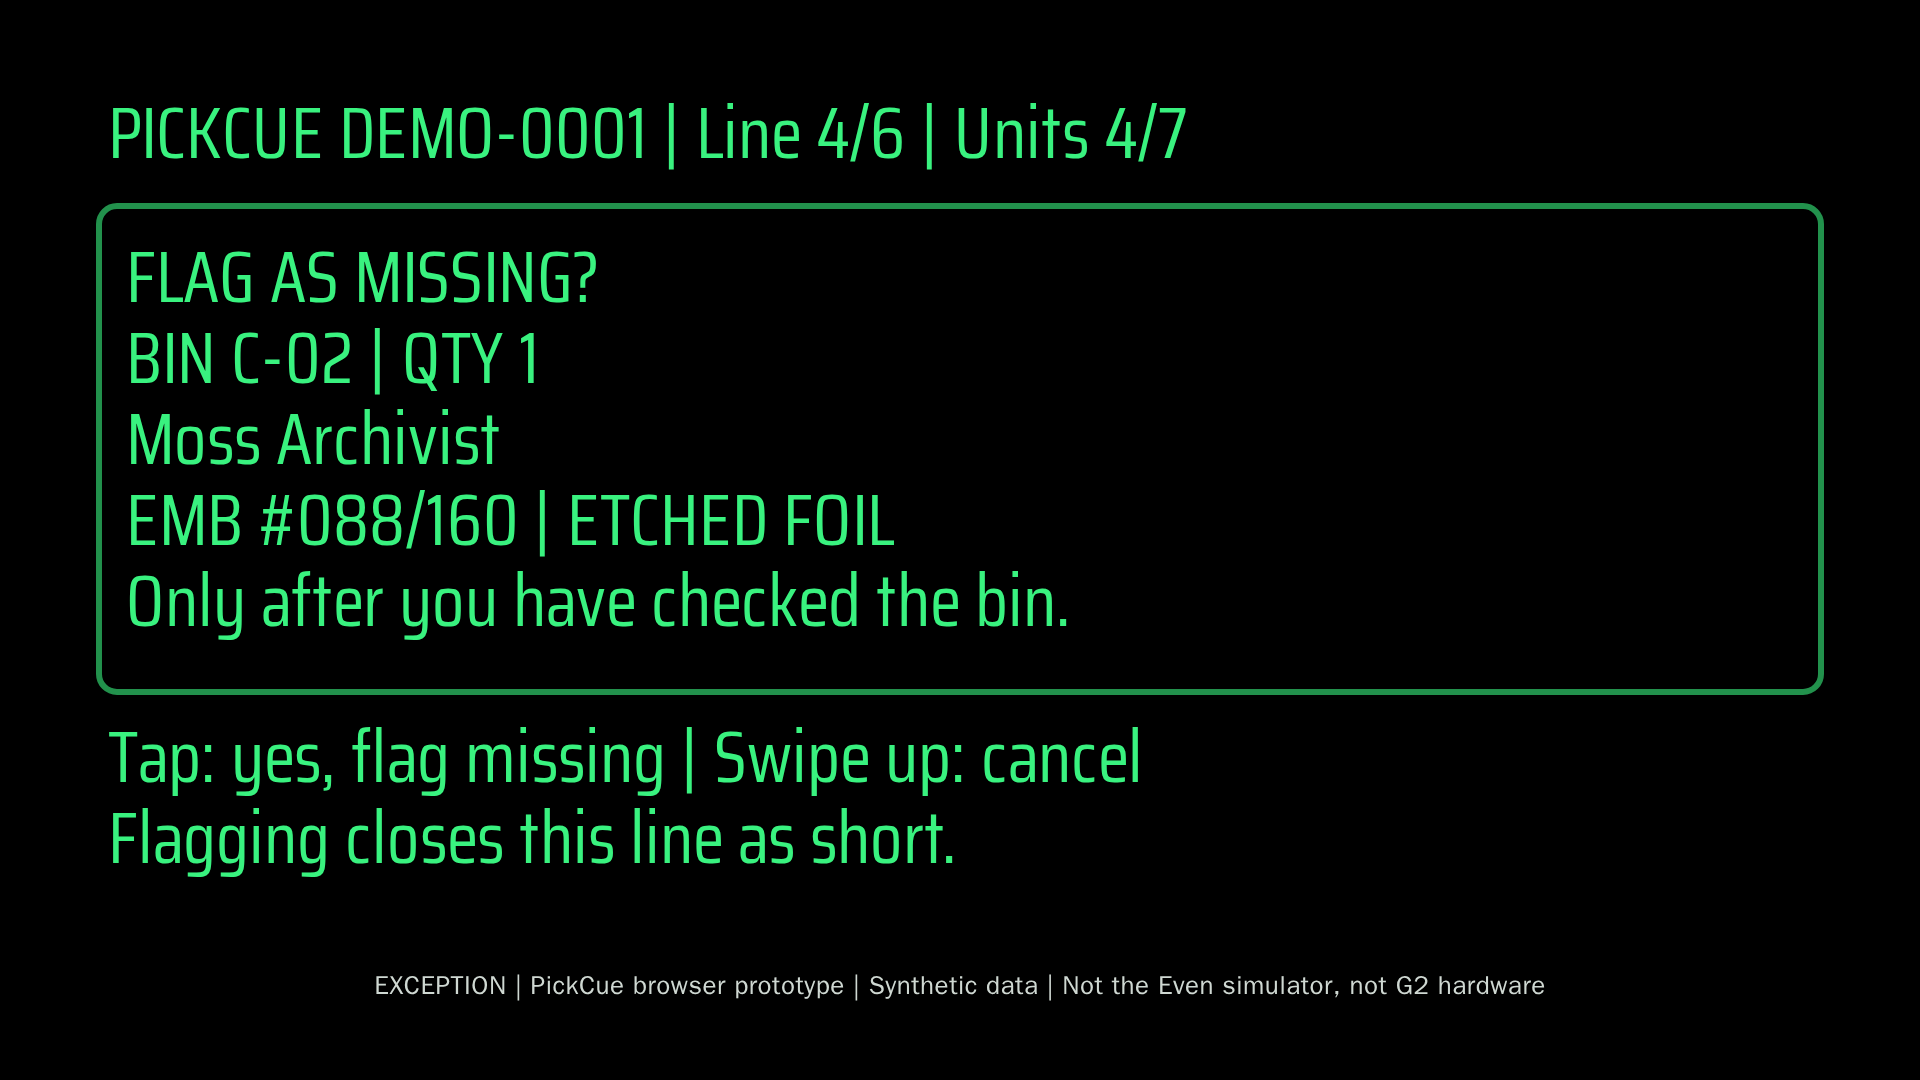 PICKCUE DEMO-0001 | Line 4/6 | Units 4/7
FLAG AS MISSING?
BIN C-02 | QTY 1
Moss Archivist
EMB #088/160 | ETCHED FOIL
Only after you have checked the bin.
Tap: yes, flag missing | Swipe up: cancel
Flagging closes this line as short.
EXCEPTION | PickCue browser prototype | Synthetic data | Not the Even simulator, not G2 hardware